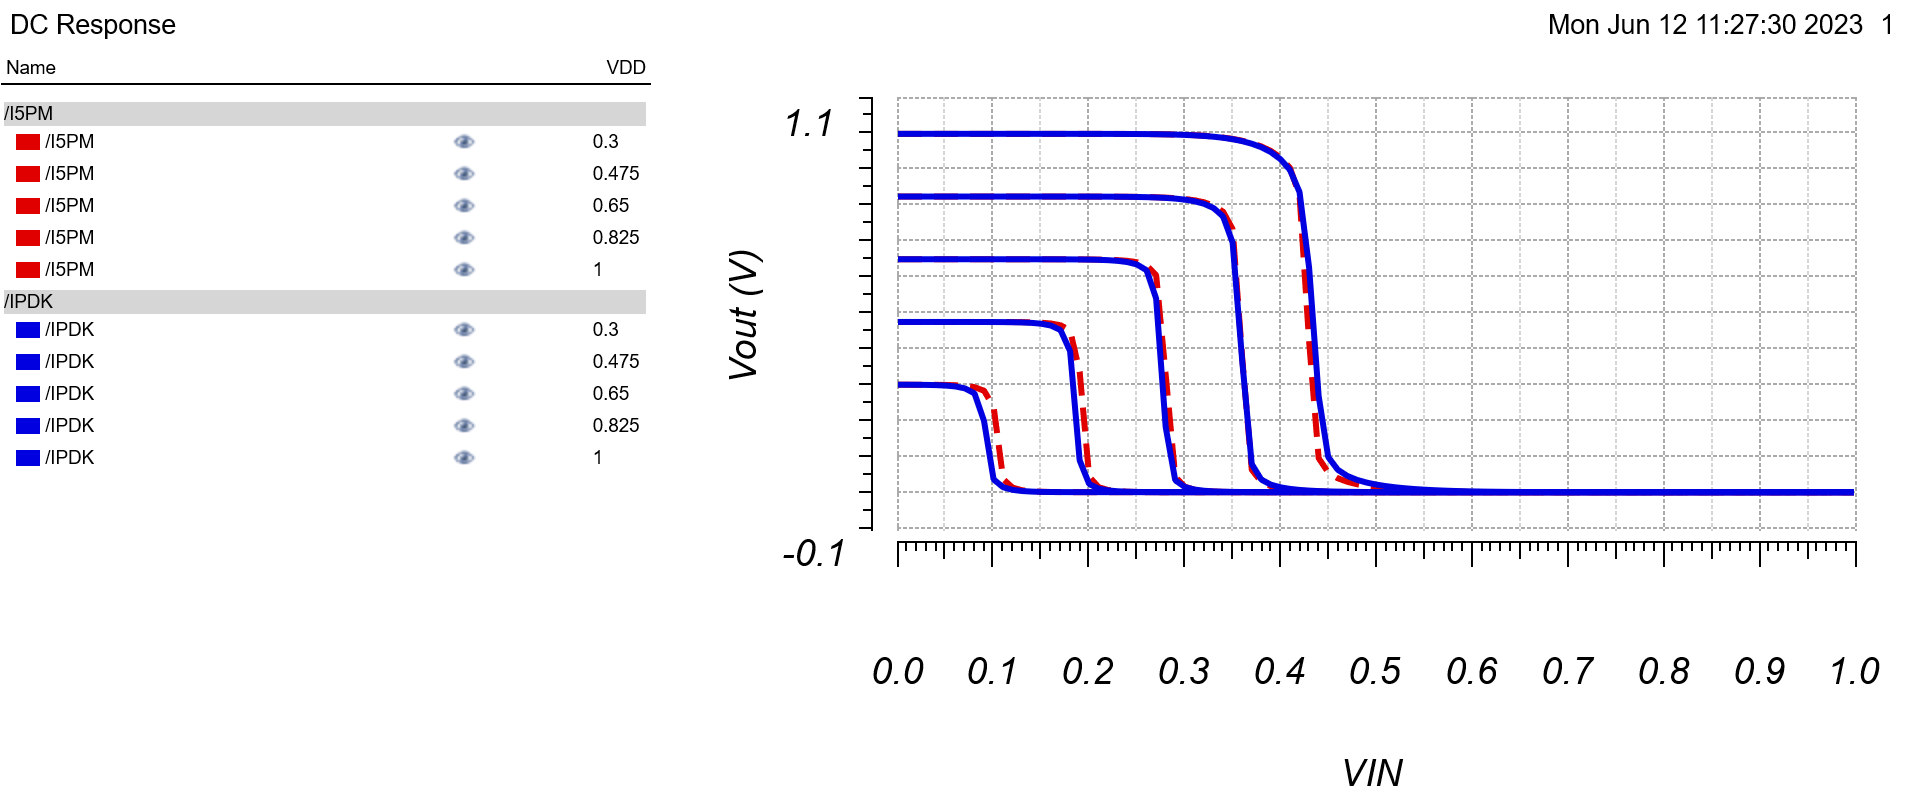 DC Response
Mon Jun 12 11:27:30 2023 1
Name VDD
/I5PM
/I5PM 0.3
/I5PM 0.475
/I5PM 0.65
/I5PM 0.825
/I5PM 1
/IPDK
/IPDK 0.3
/IPDK 0.475
/IPDK 0.65
/IPDK 0.825
/IPDK 1
1.1
Vout (V)
-0.1
0.0 0.1 0.2 0.3 0.4 0.5 0.6 0.7 0.8 0.9 1.0
VIN